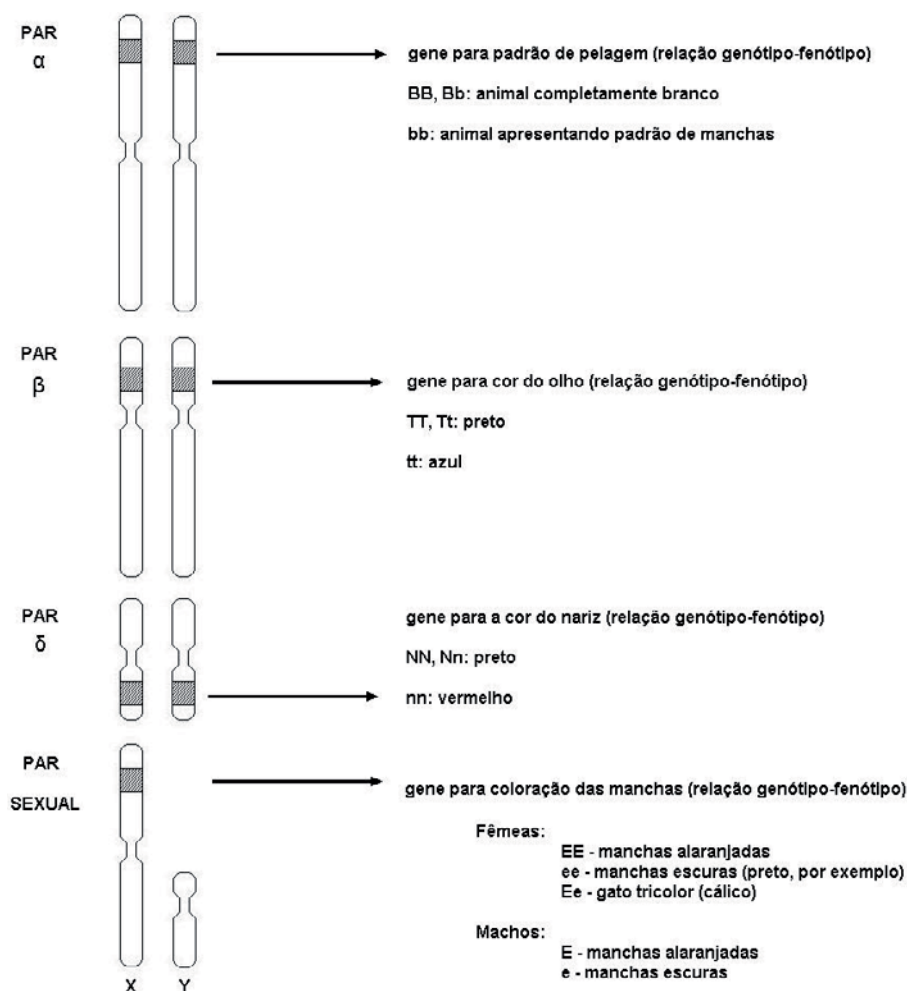 PAR
α
gene para padrão de pelagem (relação genótipo-fenótipo)
BB, Bb: animal completamente branco
bb: animal apresentando padrão de manchas
PAR
β
gene para cor do olho (relação genótipo-fenótipo)
TT, Tt: preto
tt: azul
PAR
δ
gene para a cor do nariz (relação genótipo-fenótipo)
NN, Nn: preto
nn: vermelho
PAR
SEXUAL
gene para coloração das manchas (relação genótipo-fenótipo)
Fêmeas:
EE - manchas alaranjadas
ee - manchas escuras (preto, por exemplo)
Ee - gato tricolor (cálico)
Machos:
E - manchas alaranjadas
e - manchas escuras
X Y